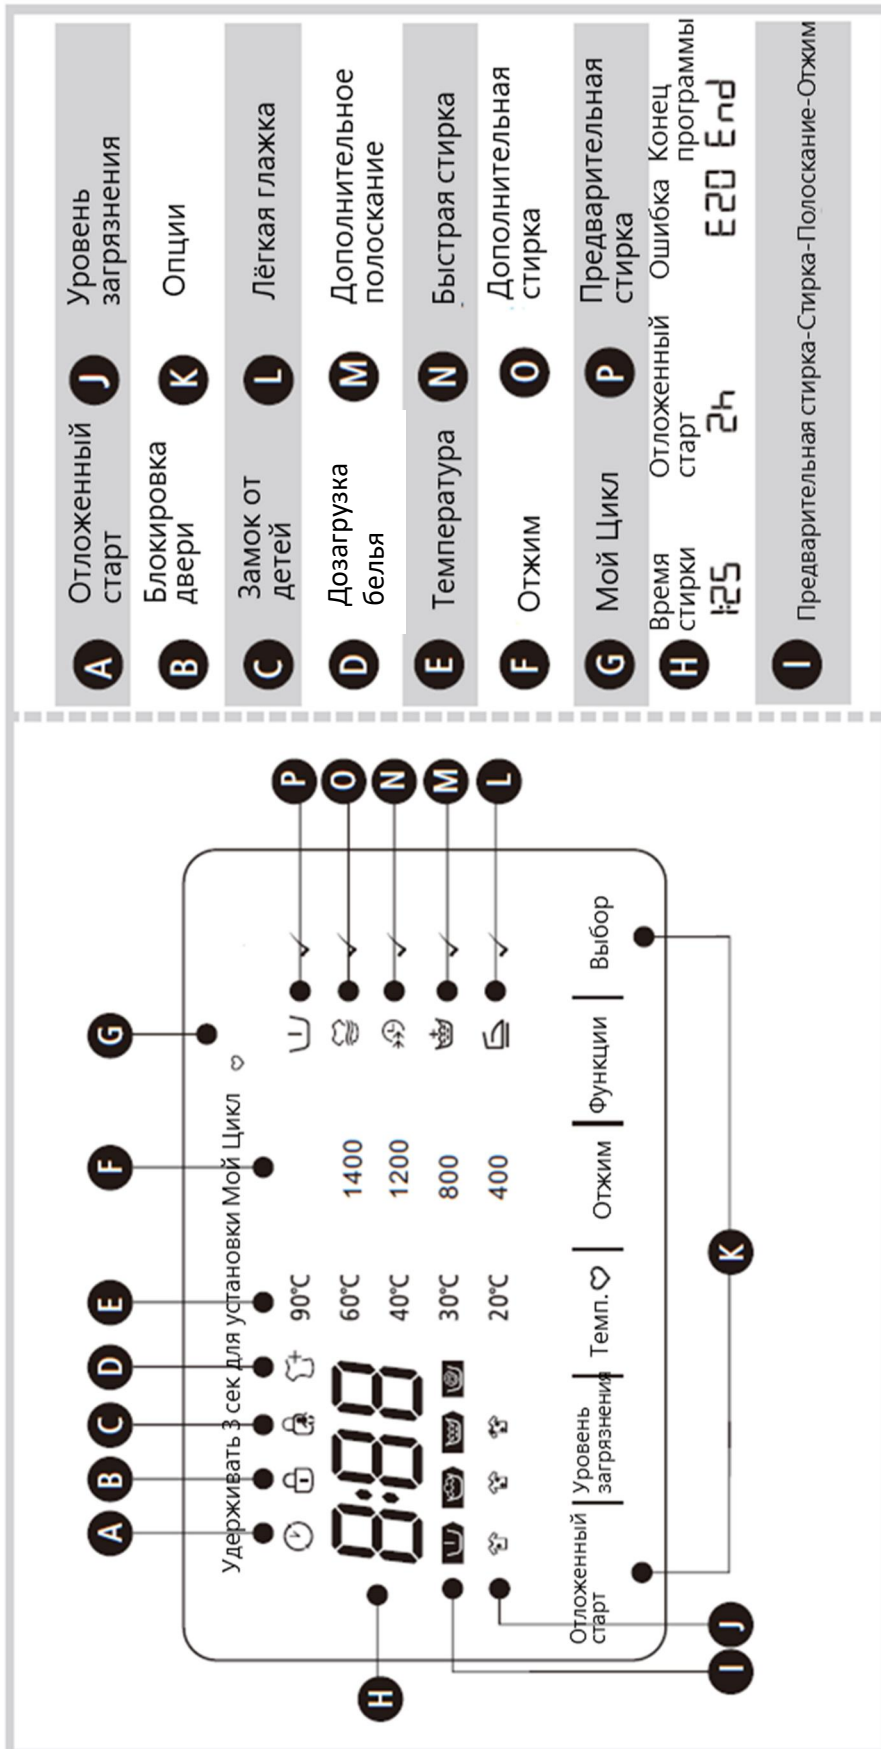 A B C D E F G
Удерживать 3 сек для установки Мой Цикл
90°C
60°C 1400
40°C 1200
30°C 800
20°C 400
8:88
P
O
N
M
L
H
Отложенный
старт
Уровень
загрязнения
Темп.
Отжим
Функции
Выбор
I J K
A Отложенный
старт
J Уровень
загрязнения
B Блокировка
двери
K Опции
C Замок от
детей
L Лёгкая глажка
D Дозагрузка
белья
M Дополнительное
полоскание
E Температура
N Быстрая стирка
F Отжим
O Дополнительная
стирка
G Мой Цикл
P Предварительная
стирка
H Время
стирки
1:25
Отложенный
старт
2h
Ошибка
E20
Конец
программы
End
I Предварительная стирка-Стирка-Полоскание-Отжим